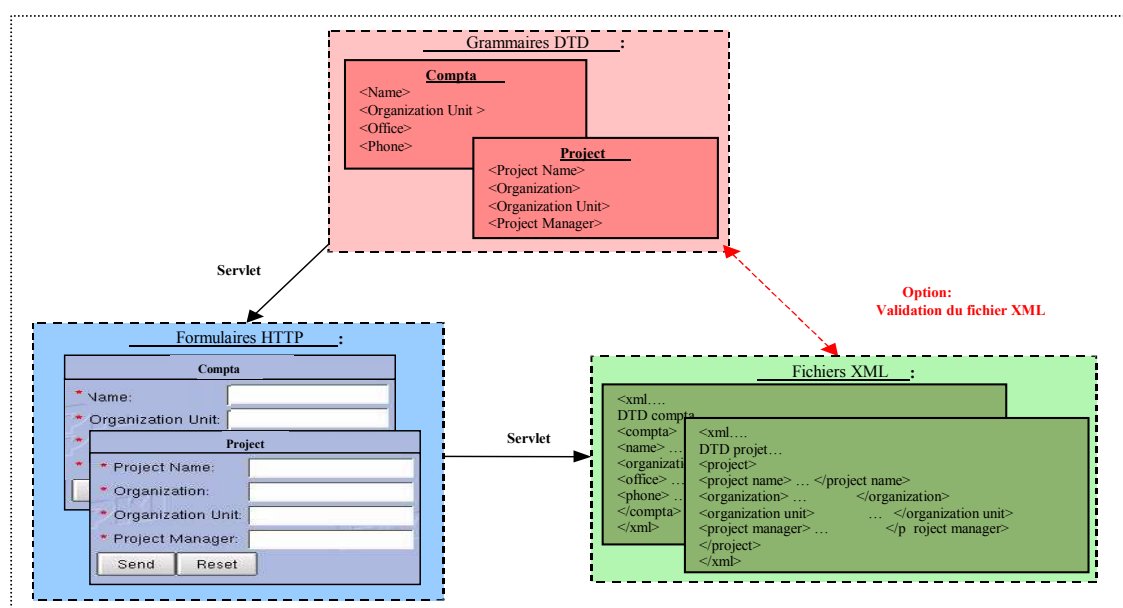 Grammaires DTD :
Compta
<Name>
<Organization Unit >
<Office>
<Phone>
Project
<Project Name>
<Organization>
<Organization Unit>
<Project Manager>
Servlet
Option:
Validation du fichier XML
Formulaires HTTP :
Compta
* Name:
* Organization Unit:
*
*
Project
* Project Name:
* Organization:
* Organization Unit:
* Project Manager:
Send Reset
Servlet
Fichiers XML :
<xml….
DTD compta
<compta>
<name> …
<organizati
<office> …
<phone> …
</compta>
</xml>
<xml….
DTD projet…
<project>
<project name> … </project name>
<organization> … </organization>
<organization unit> … </organization unit>
<project manager> … </p roject manager>
</project>
</xml>